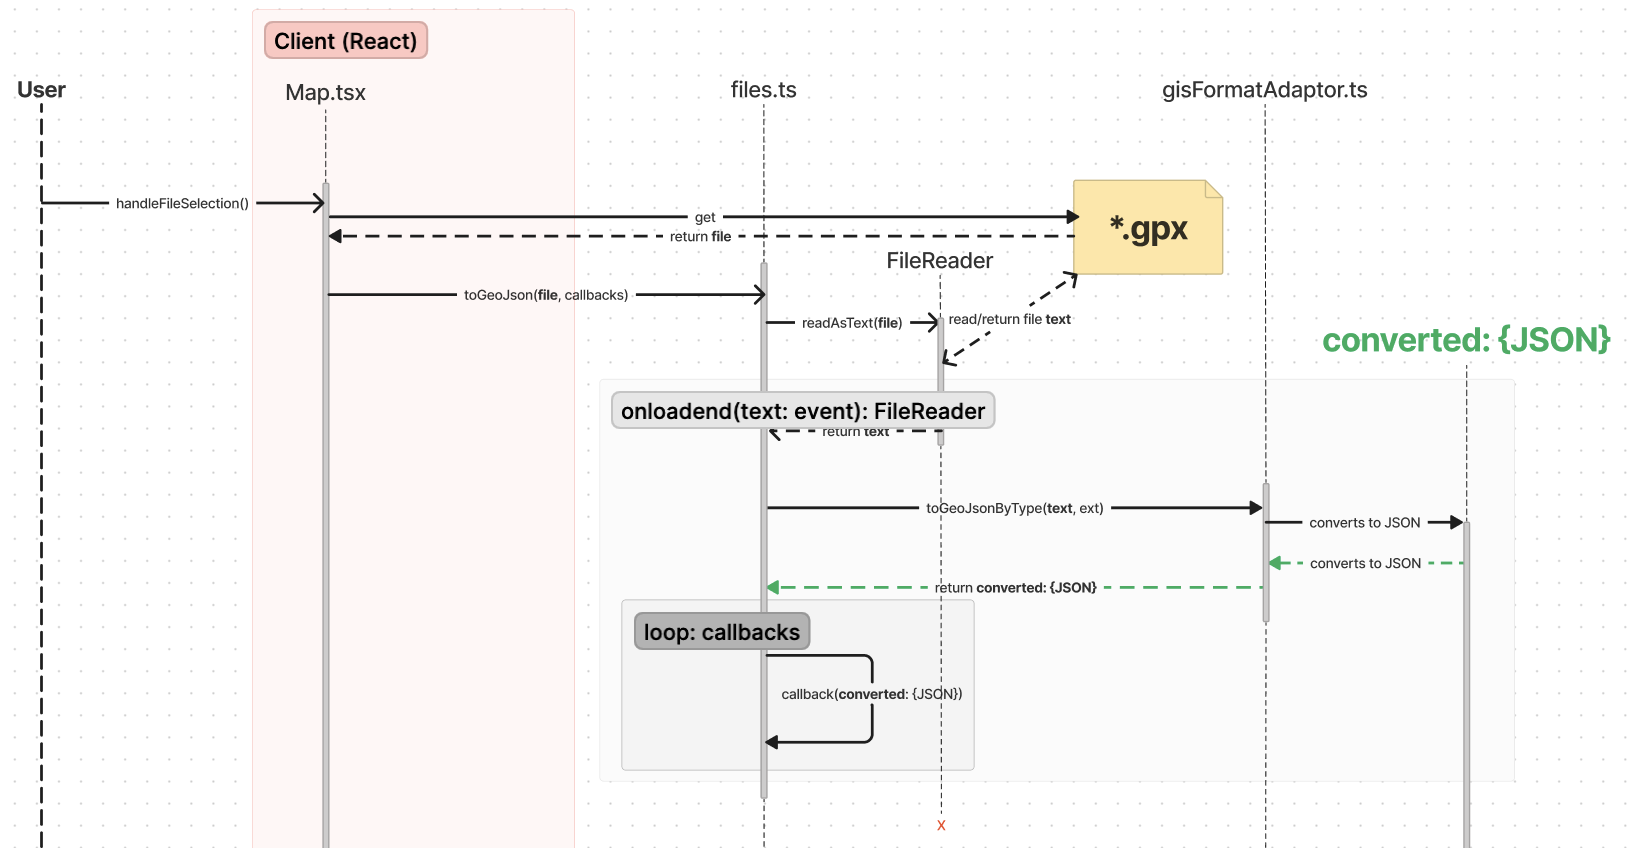 Client (React)
User
Map.tsx
files.ts
gisFormatAdaptor.ts
handleFileSelection()
get
return file
*.gpx
FileReader
toGeoJson(file, callbacks)
readAsText(file)
read/return file text
converted: {JSON}
onloadend(text: event): FileReader
return text
toGeoJsonByType(text, ext)
converts to JSON
converts to JSON
return converted: {JSON}
loop: callbacks
callback(converted: {JSON})
X